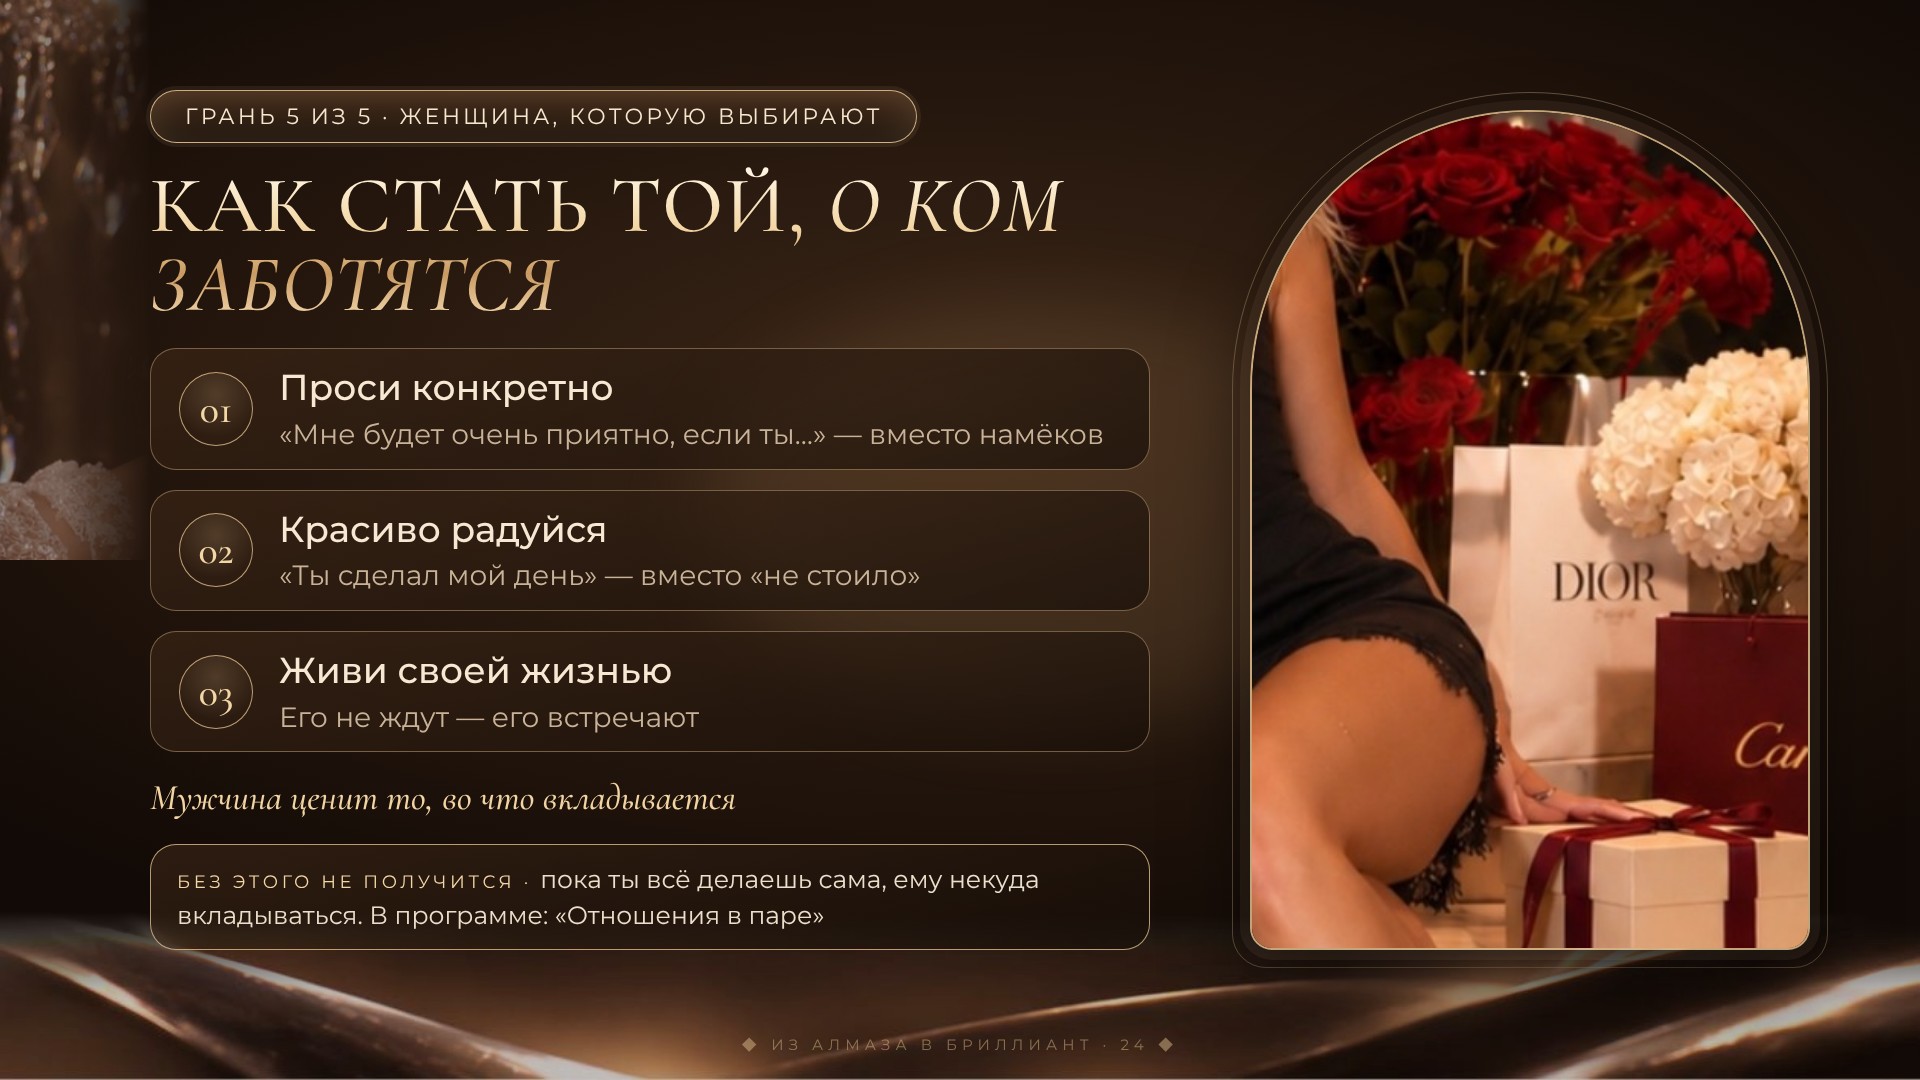 ГРАНЬ 5 ИЗ 5 · ЖЕНЩИНА, КОТОРУЮ ВЫБИРАЮТ
КАК СТАТЬ ТОЙ, О КОМ
ЗАБОТЯТСЯ
01
Проси конкретно
«Мне будет очень приятно, если ты...» — вместо намёков
02
Красиво радуйся
«Ты сделал мой день» — вместо «не стоило»
03
Живи своей жизнью
Его не ждут — его встречают
Мужчина ценит то, во что вкладывается
БЕЗ ЭТОГО НЕ ПОЛУЧИТСЯ · пока ты всё делаешь сама, ему некуда
вкладываться. В программе: «Отношения в паре»
DIOR
Car
ИЗ АЛМАЗА В БРИЛЛИАНТ · 24